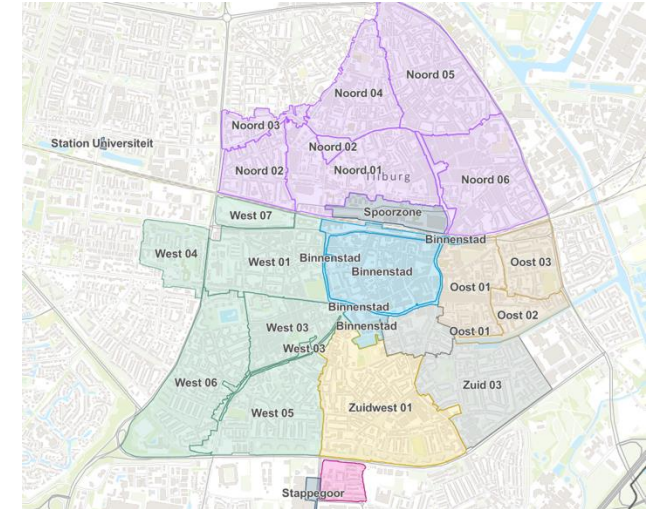 Noord 05
Noord 04
Noord 03
Station Universiteit
Noord 02
Noord 02
Noord 01
Tilburg
Noord 06
Spoorzone
West 07
Binnenstad
West 04
West 01
Binnenstad
Binnenstad
Oost 03
Oost 01
Binnenstad
Oost 02
West 03
Binnenstad
Oost 01
West 03
West 06
Zuid 03
West 05
Zuidwest 01
Stappegoor